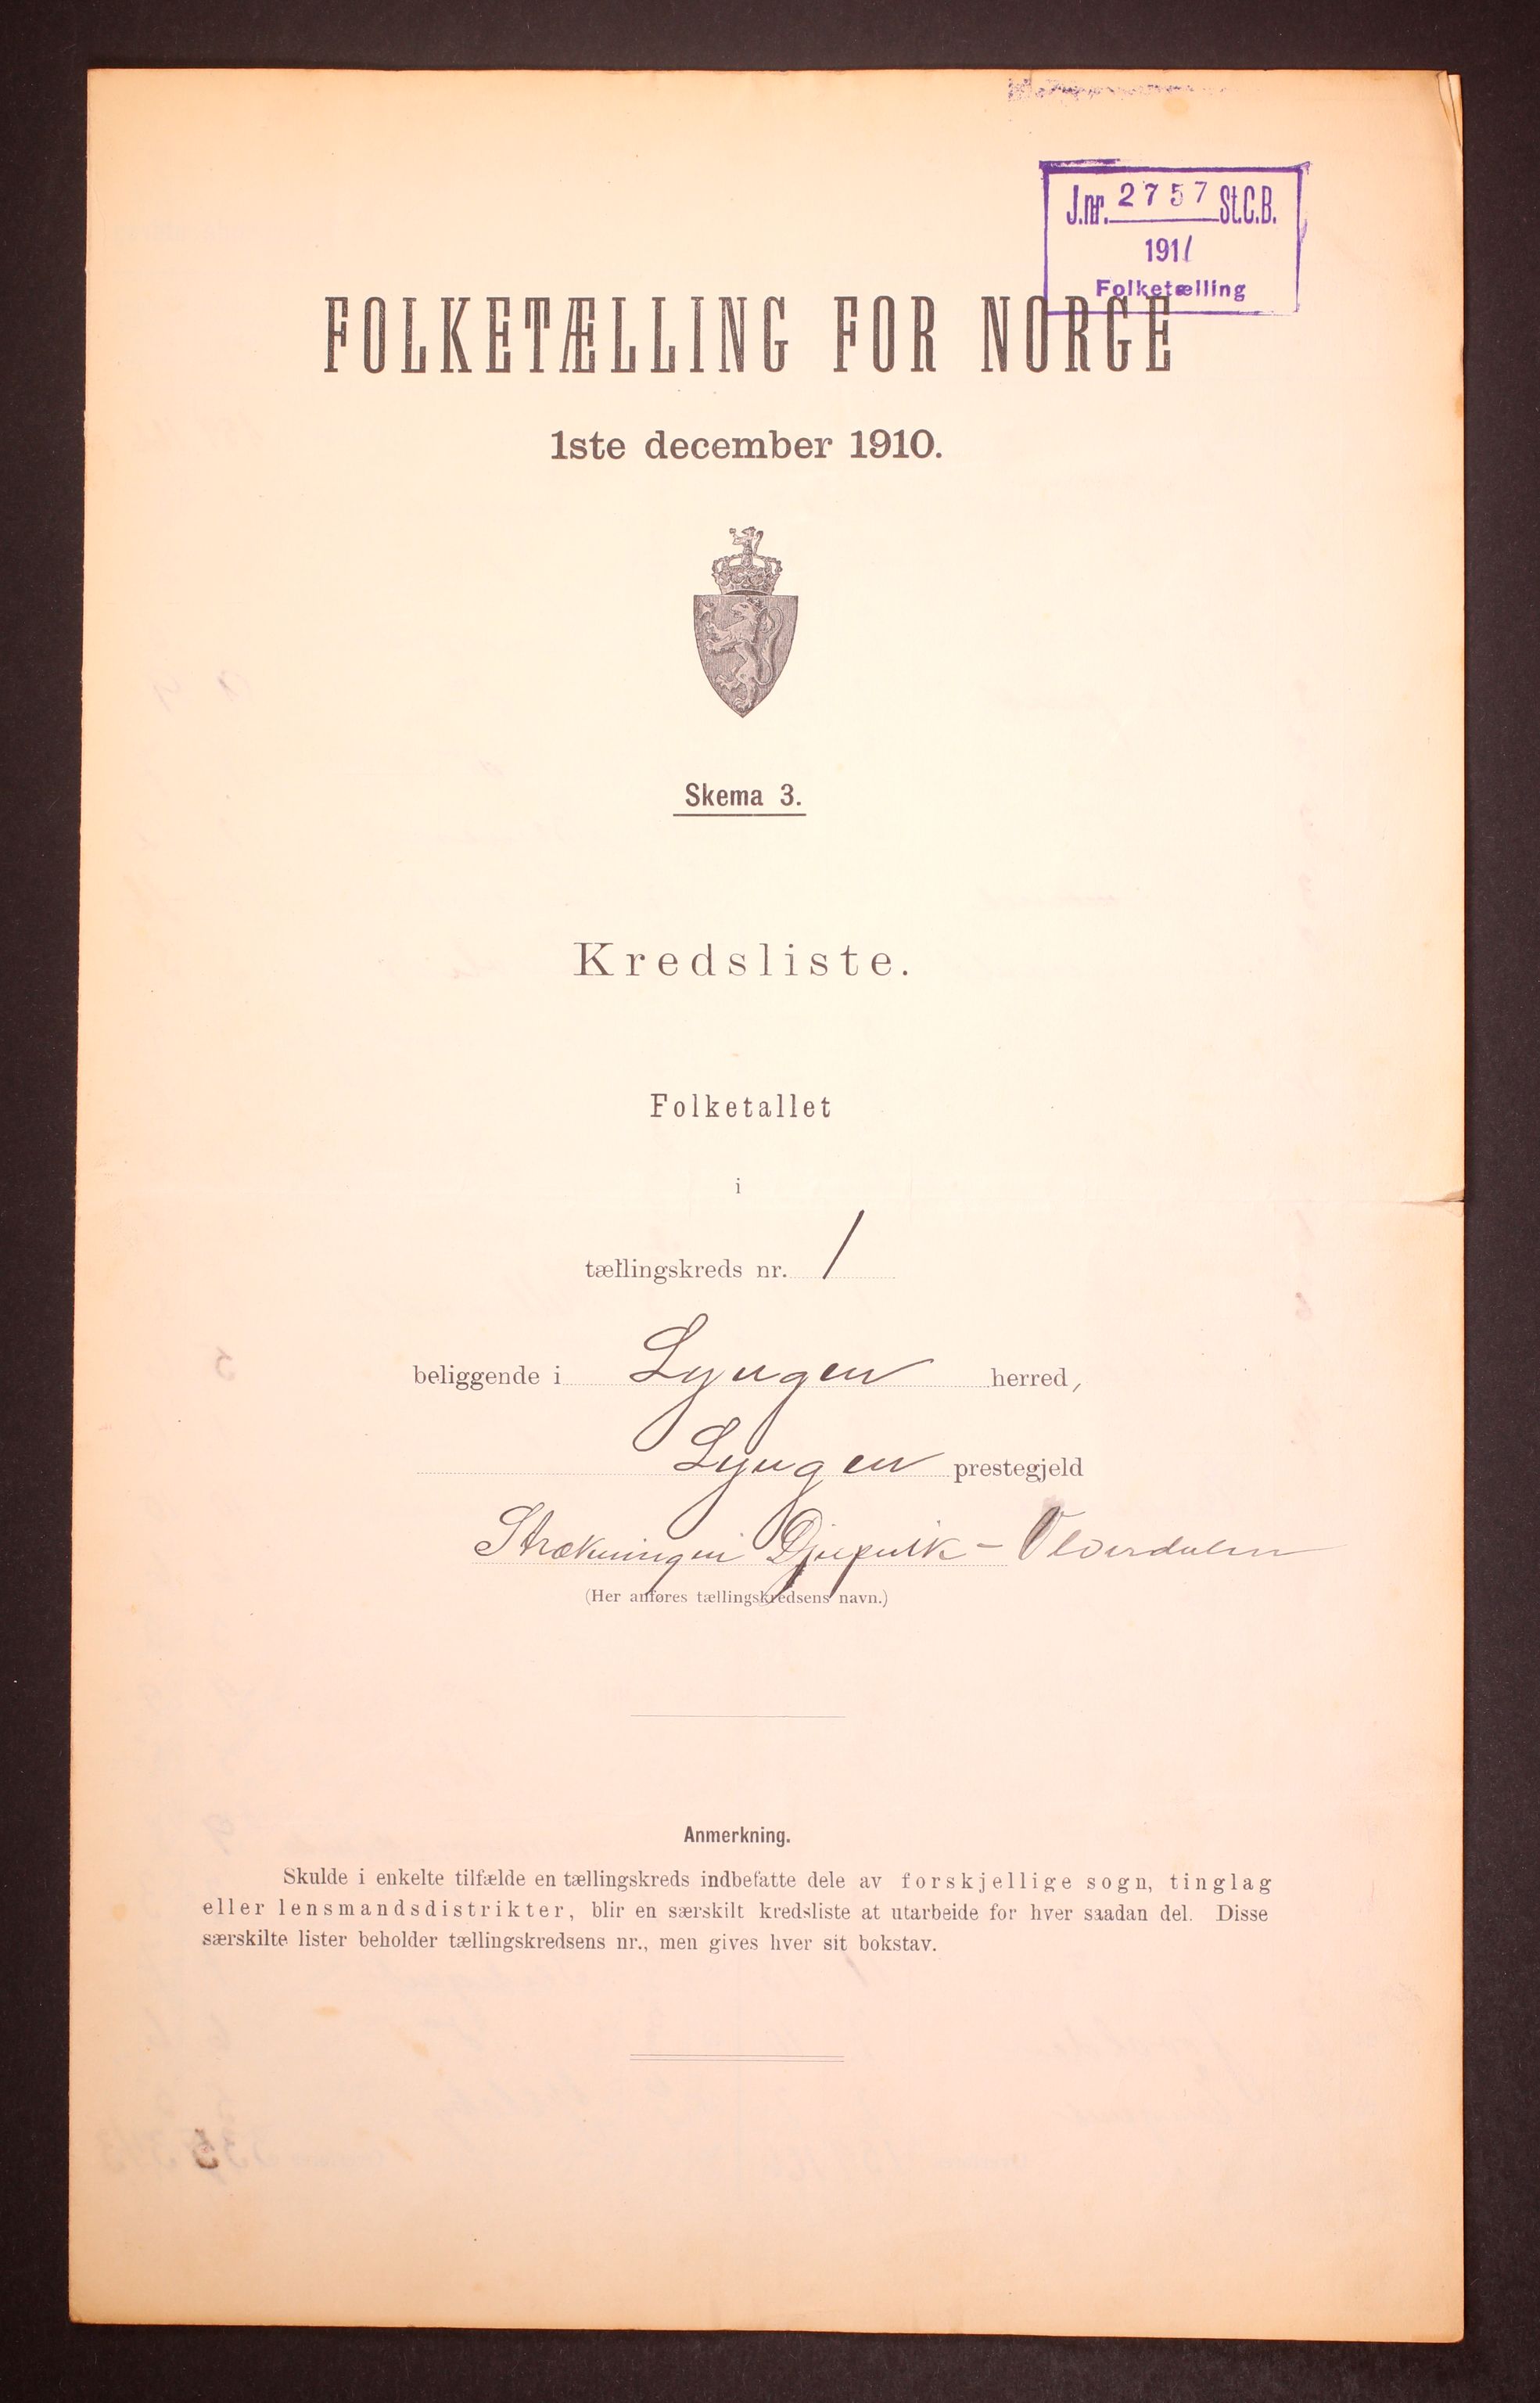 J.nr. 2757 St.C.B.
1911
Folketælling
FOLKETÆLLING FOR NORGE
1ste december 1910.
Skema 3.
Kredsliste.
Folketallet
i
tællingskreds nr. 1
beliggende i Lyngen herred,
Lyngen prestegjeld
Strækningen Djupvik -
(Her anføres tællingskredsens navn.)
Anmerkning.
Skulde i enkelte tilfælde en tællingskreds indbefatte dele av forskjellige sogn, tinglag
eller lensmandsdistrikter, blir en særskilt kredsliste at utarbeide for hver saadan del. Disse
særskilte lister beholder tællingskredsens nr., men gives hver sit bokstav.